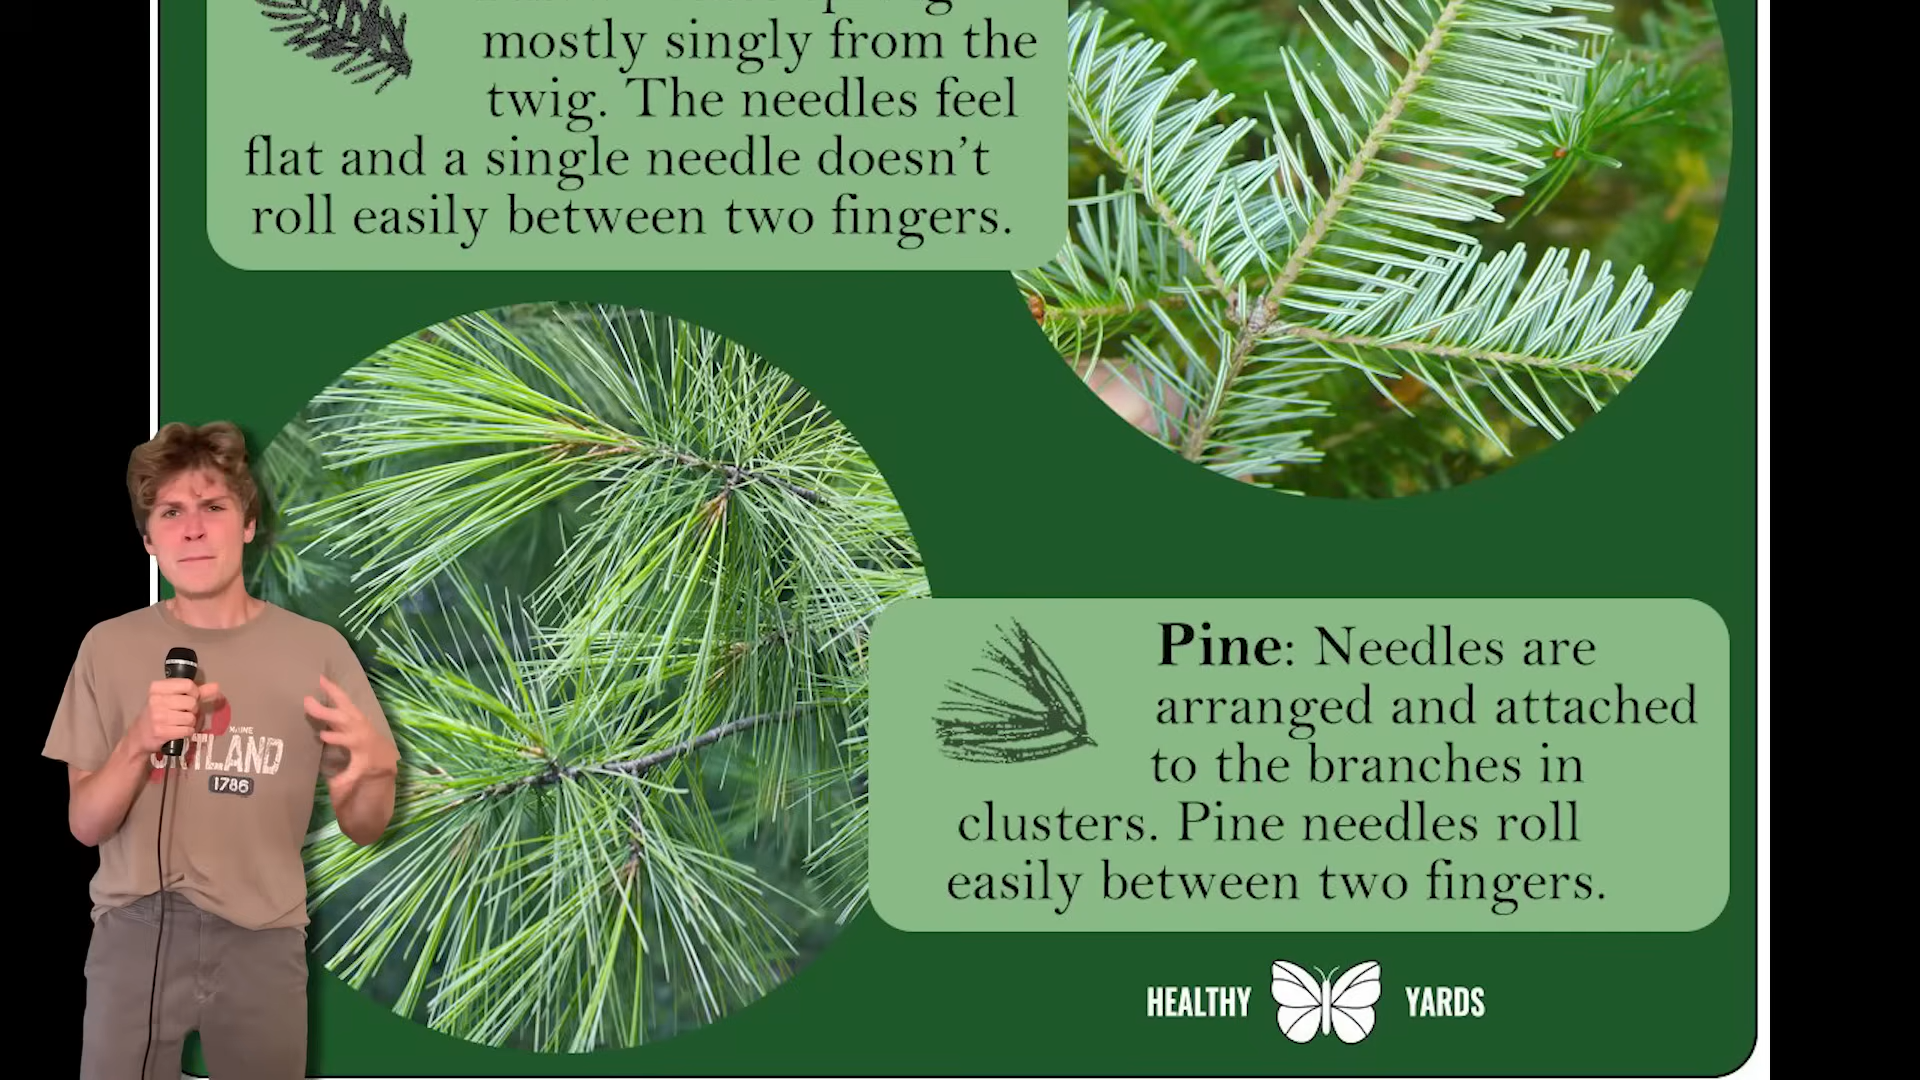 mostly singly from the
twig. The needles feel
flat and a single needle doesn't
roll easily between two fingers.
Pine: Needles are
arranged and attached
to the branches in
clusters. Pine needles roll
easily between two fingers.
MAINE
RTLAND
1786
HEALTHY YARDS